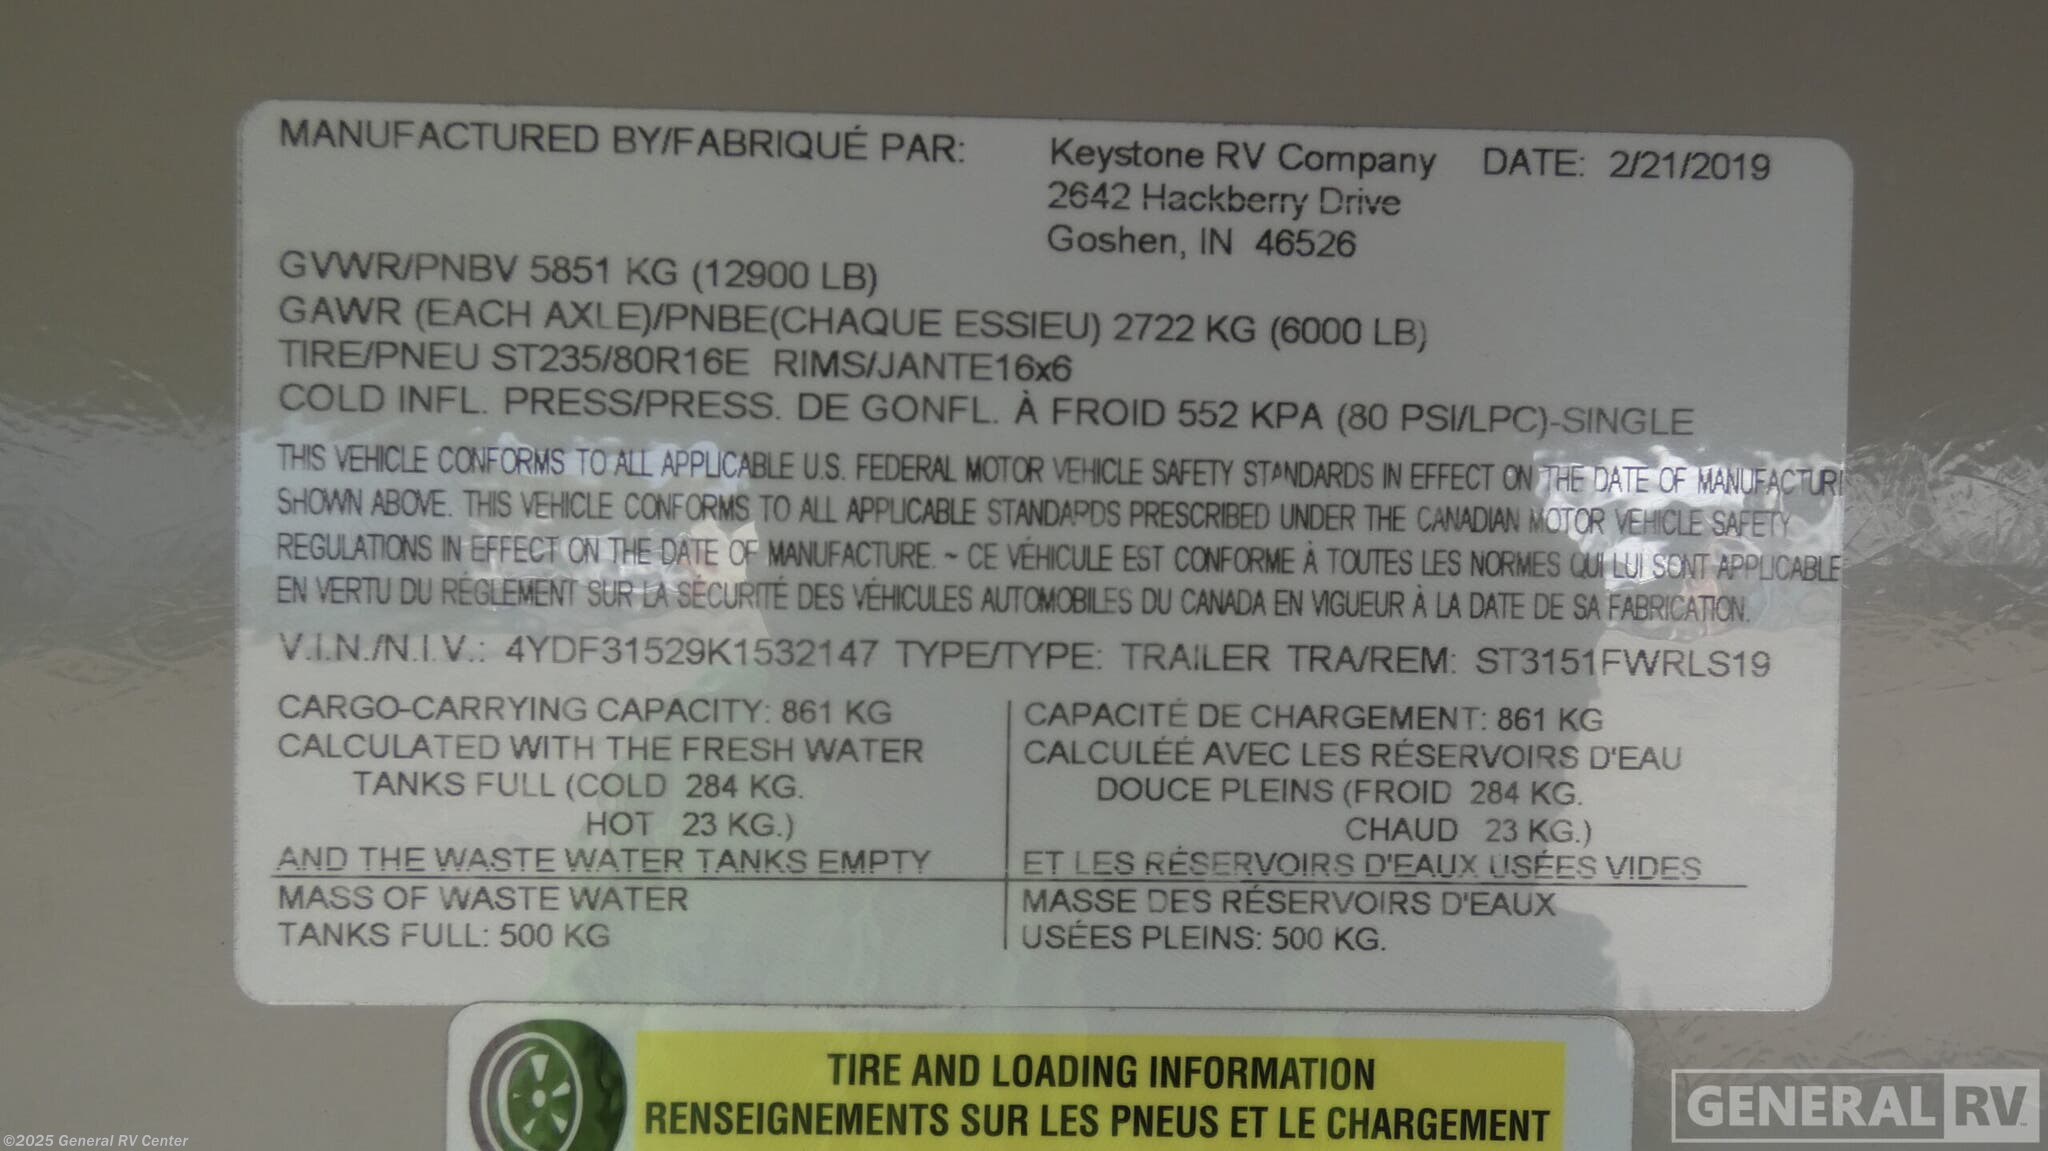 MANUFACTURED BY/FABRIQUÉ PAR: Keystone RV Company DATE: 2/21/2019
2642 Hackberry Drive
Goshen, IN 46526
GVWR/PNBV 5851 KG (12900 LB)
GAWR (EACH AXLE)/PNBE(CHAQUE ESSIEU) 2722 KG (6000 LB)
TIRE/PNEU ST235/80R16E RIMS/JANTE16x6
COLD INFL. PRESS/PRESS. DE GONFL. À FROID 552 KPA (80 PSI/LPC)-SINGLE
THIS VEHICLE CONFORMS TO ALL APPLICABLE U.S. FEDERAL MOTOR VEHICLE SAFETY STANDARDS IN EFFECT ON THE DATE OF MANUFACTUR
SHOWN ABOVE. THIS VEHICLE CONFORMS TO ALL APPLICABLE STANDARDS PRESCRIBED UNDER THE CANADIAN MOTOR VEHICLE SAFETY
REGULATIONS IN EFFECT ON THE DATE OF MANUFACTURE. ~ CE VÉHICULE EST CONFORME À TOUTES LES NORMES QUI LUI SONT APPLICABLE
EN VERTU DU RÉGLEMENT SUR LA SÉCURITÉ DES VÉHICULES AUTOMOBILES DU CANADA EN VIGUEUR À LA DATE DE SA FABRICATION.
V.I.N./N.I.V.: 4YDF31529K1532147 TYPE/TYPE: TRAILER TRA/REM: ST3151FWRLS19
CARGO-CARRYING CAPACITY: 861 KG
CALCULATED WITH THE FRESH WATER
TANKS FULL (COLD 284 KG.
HOT 23 KG.)
AND THE WASTE WATER TANKS EMPTY
MASS OF WASTE WATER
TANKS FULL: 500 KG
CAPACITÉ DE CHARGEMENT: 861 KG
CALCULÉÉ AVEC LES RÉSERVOIRS D'EAU
DOUCE PLEINS (FROID 284 KG.
CHAUD 23 KG.)
ET LES RÉSERVOIRS D'EAUX USÉES VIDES
MASSE DES RÉSERVOIRS D'EAUX
USÉES PLEINS: 500 KG.
TIRE AND LOADING INFORMATION
RENSEIGNEMENTS SUR LES PNEUS ET LE CHARGEMENT
GENERAL RV
©2025 General RV Center